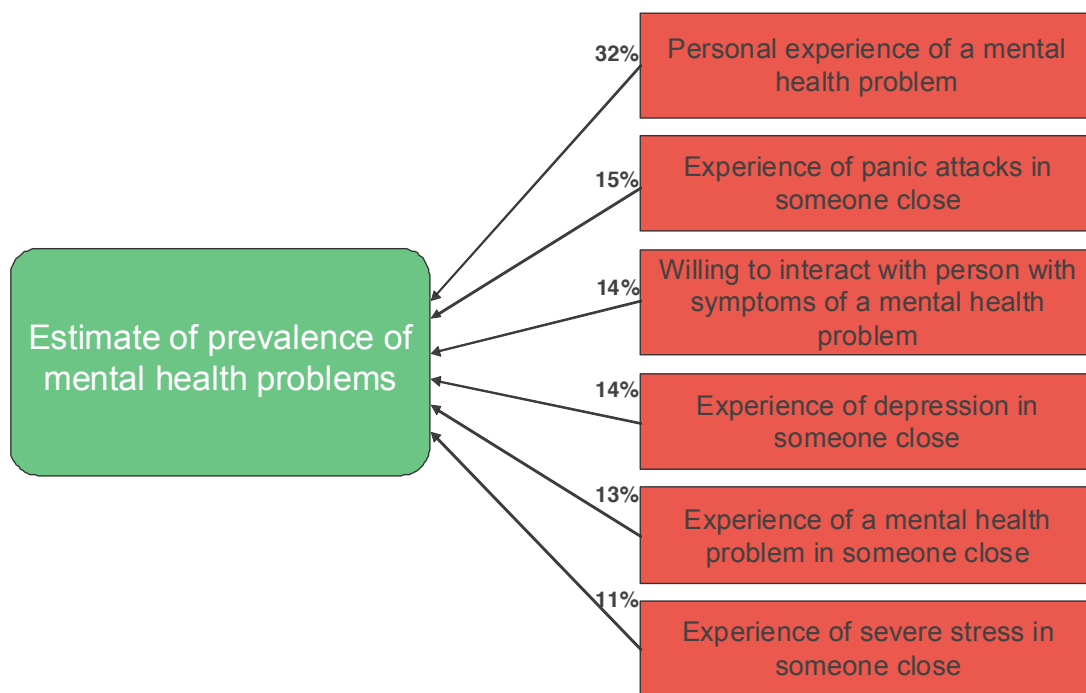 32%
Personal experience of a mental
health problem
15%
Experience of panic attacks in
someone close
14%
Willing to interact with person with
symptoms of a mental health
problem
Estimate of prevalence of
mental health problems
14%
Experience of depression in
someone close
13%
Experience of a mental health
problem in someone close
11%
Experience of severe stress in
someone close